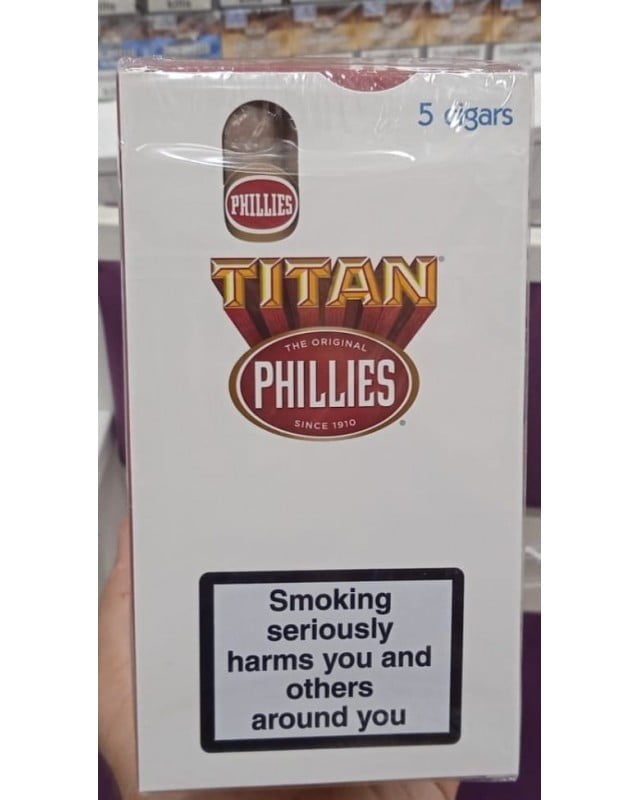 5 cigars
PHILLIES
TITAN
THE ORIGINAL
PHILLIES
SINCE 1910
Smoking
seriously
harms you and
others
around you